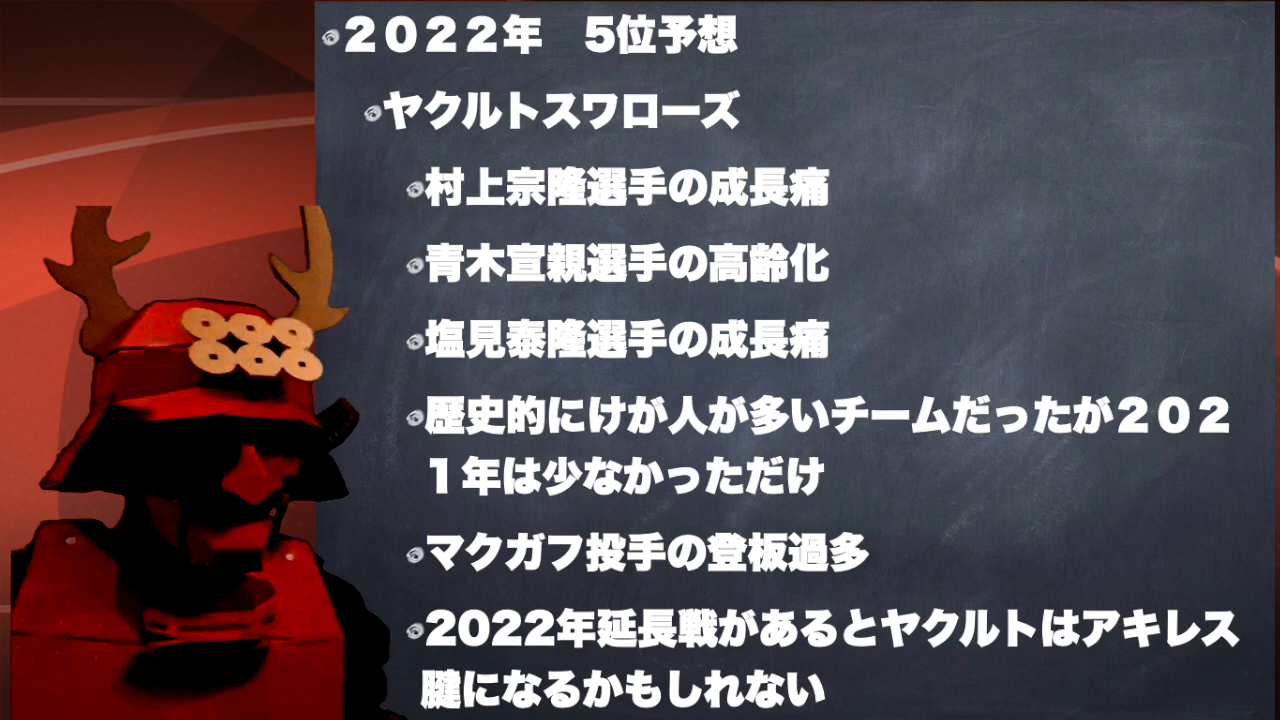 ２０２２年　5位予想
ヤクルトスワローズ
村上宗隆選手の成長痛
青木宣親選手の高齢化
塩見泰隆選手の成長痛
歴史的にけが人が多いチームだったが２０２
１年は少なかっただけ
マクガフ投手の登板過多
2022年延長戦があるとヤクルトはアキレス
腱になるかもしれない